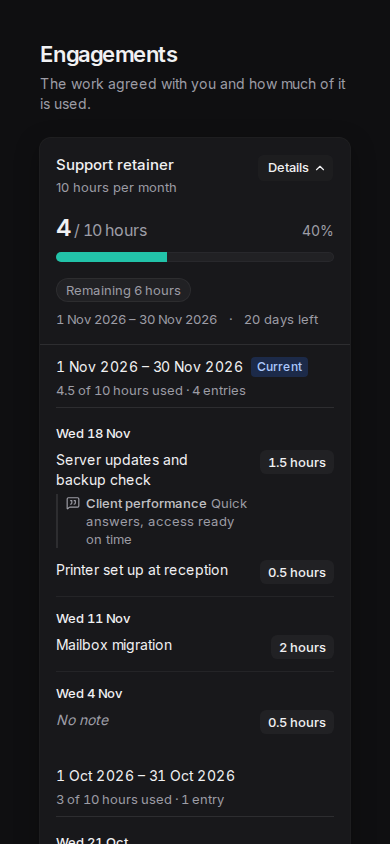 Engagements
The work agreed with you and how much of it
is used.
Support retainer
Details
10 hours per month
4 / 10 hours
40%
Remaining 6 hours
1 Nov 2026 – 30 Nov 2026 · 20 days left
1 Nov 2026 – 30 Nov 2026 Current
4.5 of 10 hours used · 4 entries
Wed 18 Nov
Server updates and
backup check
1.5 hours
Client performance Quick
answers, access ready
on time
Printer set up at reception
0.5 hours
Wed 11 Nov
Mailbox migration
2 hours
Wed 4 Nov
No note
0.5 hours
1 Oct 2026 – 31 Oct 2026
3 of 10 hours used · 1 entry
Wed 21 Oct